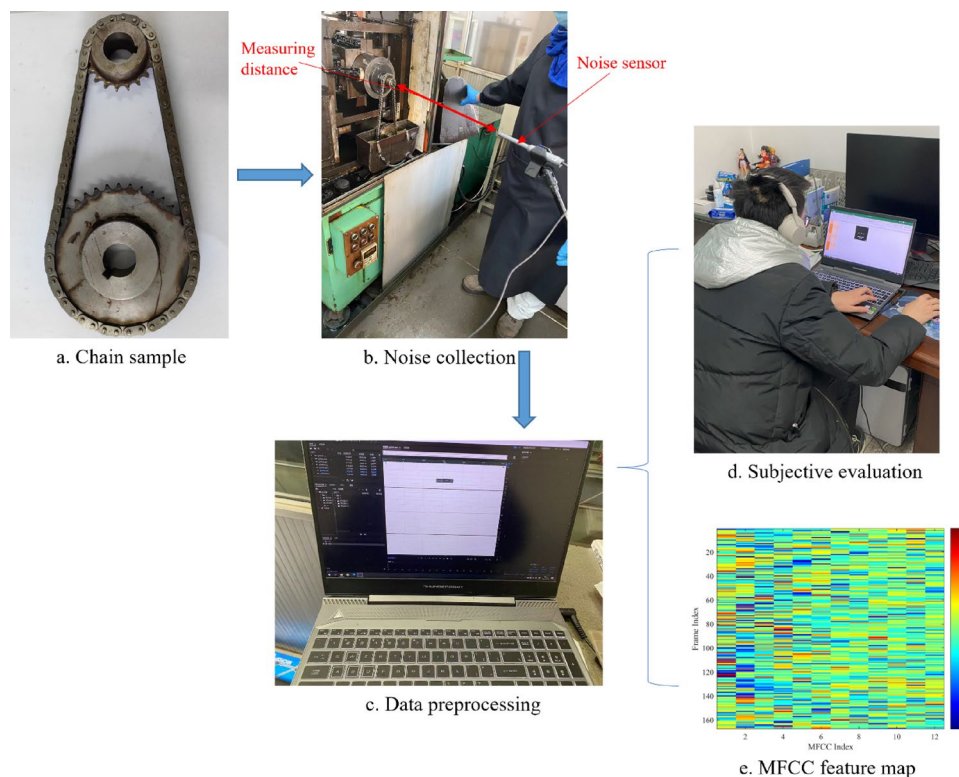 Measuring
distance
Noise sensor
a. Chain sample
b. Noise collection
c. Data preprocessing
d. Subjective evaluation
20
40
60
80
100
120
140
160
Frame Index
2
4
6
8
10
12
MFCC Index
e. MFCC feature map